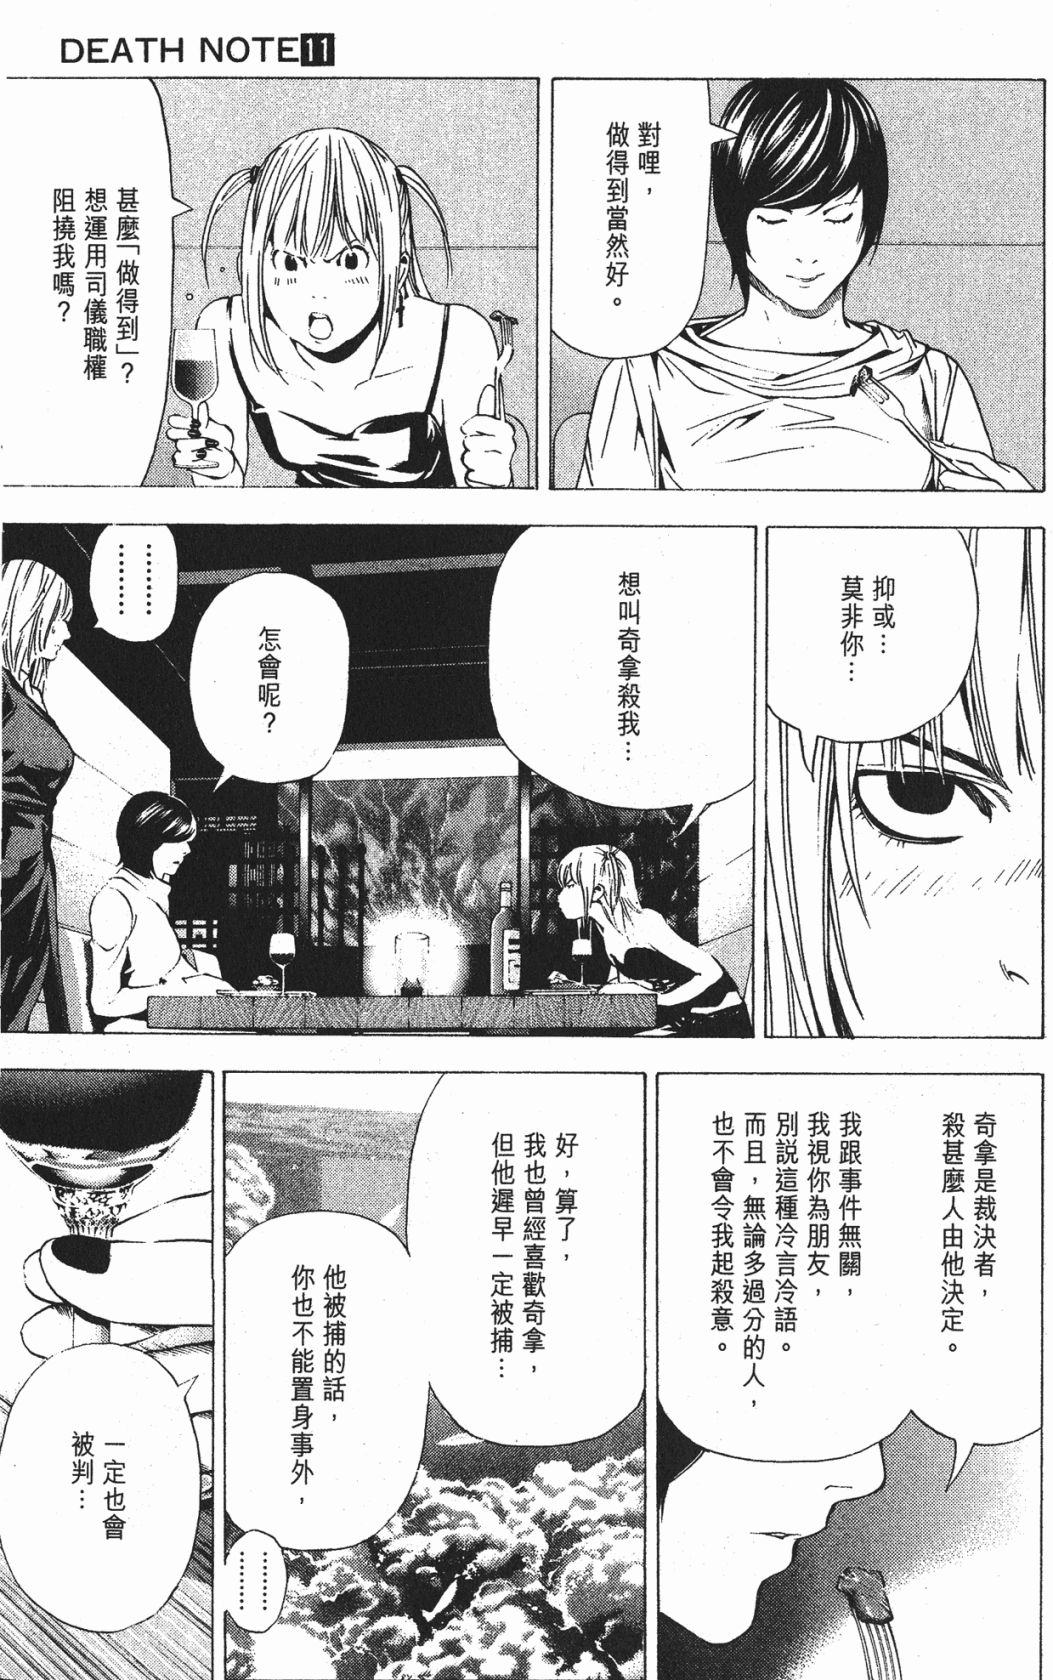 DEATH NOTE 11
對哩，
做得到當然好。
甚麼「做得到」？
想運用司儀職權
阻撓我嗎？
抑或…
莫非你…
想叫奇拿殺我…
怎會呢？
………
………
奇拿是裁決者，
殺甚麼人由他決定。
我跟事件無關，
我視你為朋友，
別說這種冷言冷語。
而且，無論多過分的人，
也不會令我起殺意。
好，算了，
我也曾經喜歡奇拿，
但他遲早一定被捕…
他被捕的話，
你也不能置身事外，
………
………
一定也會
被判…